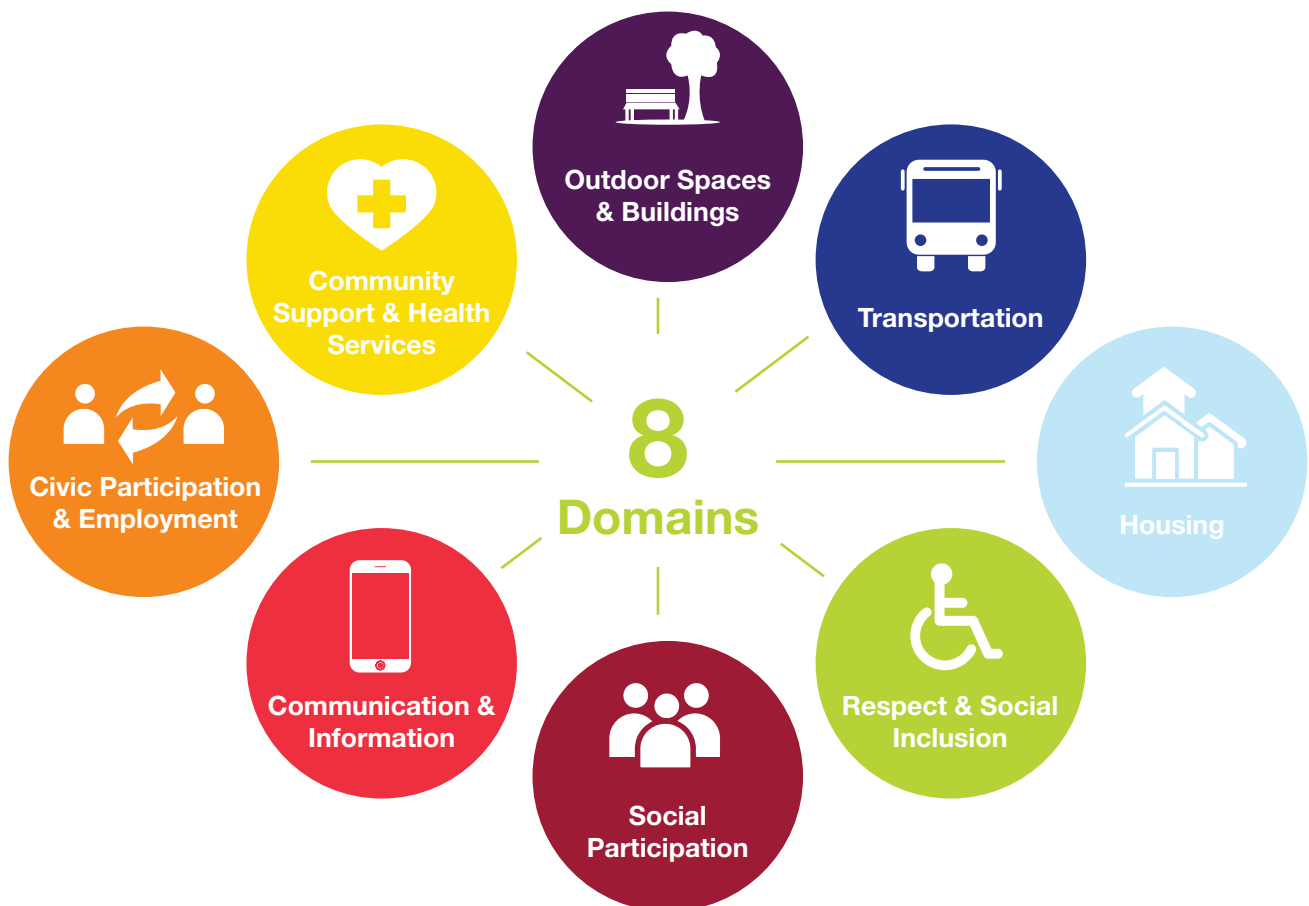 Outdoor Spaces
& Buildings
Transportation
Community
Support & Health
Services
Housing
8
Domains
Civic Participation
& Employment
Respect & Social
Inclusion
Communication &
Information
Social
Participation